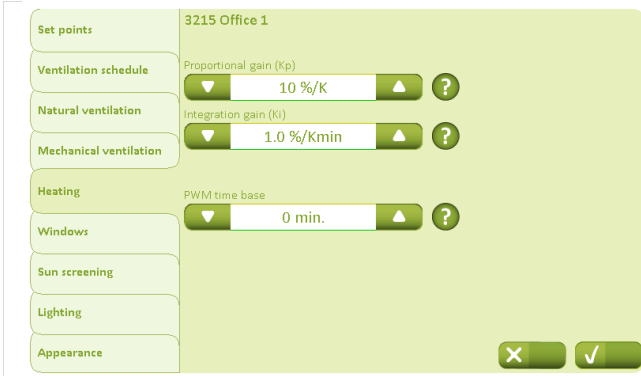 3215 Office 1
Set points
Ventilation schedule
Natural ventilation
Mechanical ventilation
Heating
Windows
Sun screening
Lighting
Appearance
Proportional gain (Kp)
10 %/K
?
Integration gain (Ki)
1.0 %/Kmin
?
PWM time base
0 min.
?